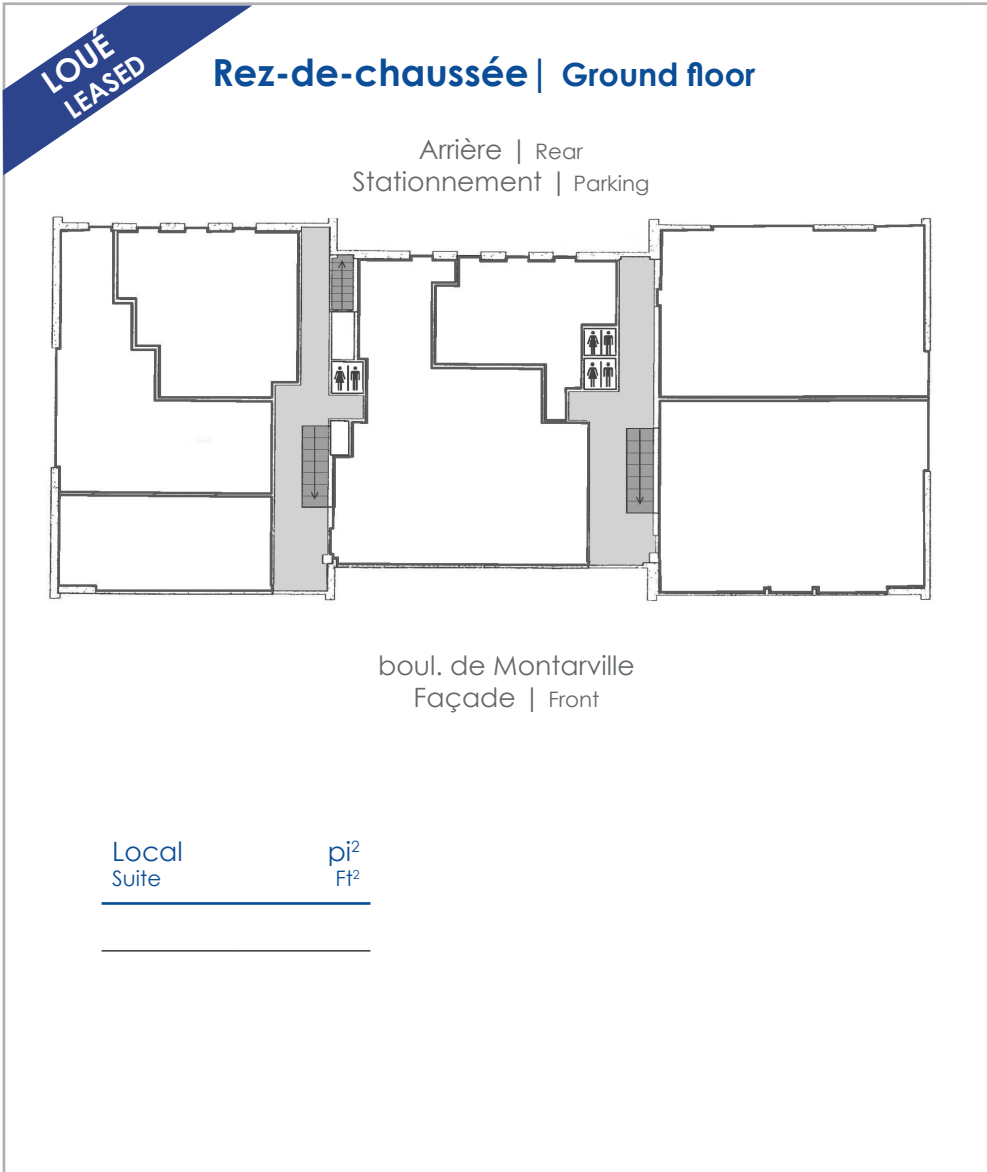 LOUÉ
LEASED
Rez-de-chaussée| Ground floor
Arrière | Rear
Stationnement | Parking
boul. de Montarville
Façade | Front
Local pi²
Suite Ft²